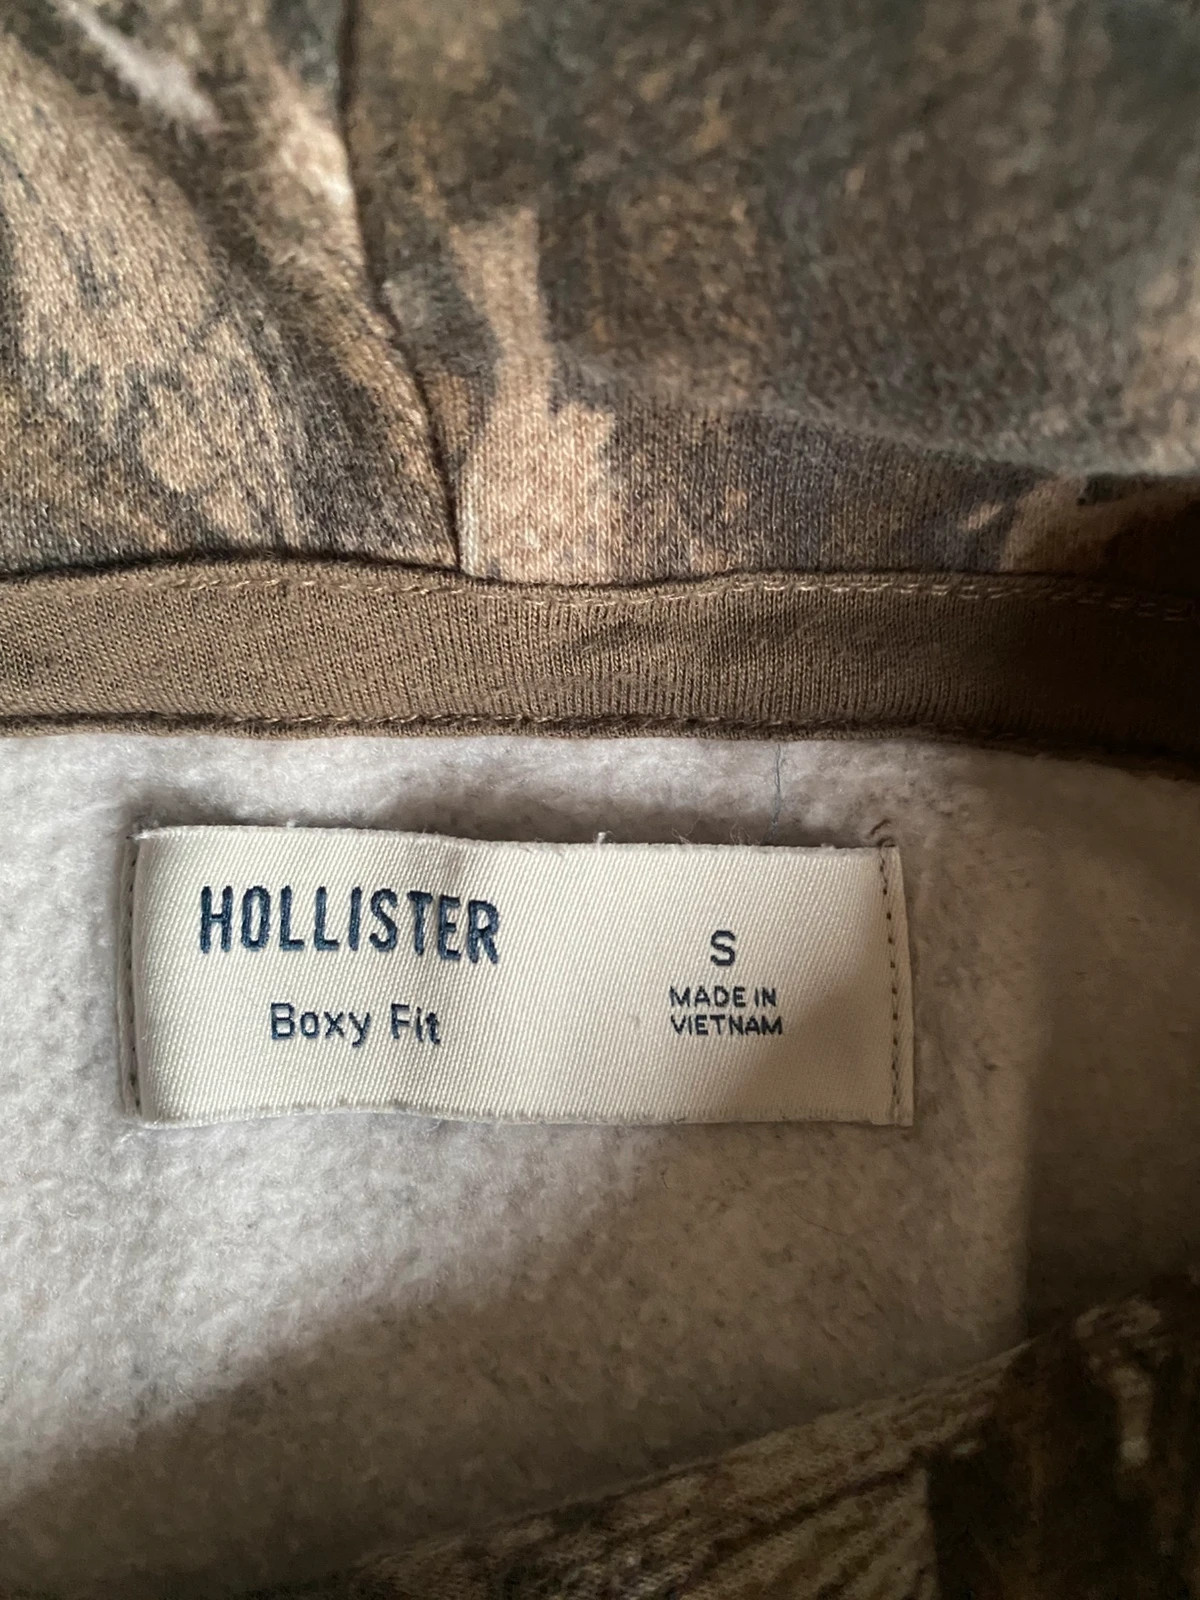 HOLLISTER
Boxy Fit
S
MADE IN
VIETNAM